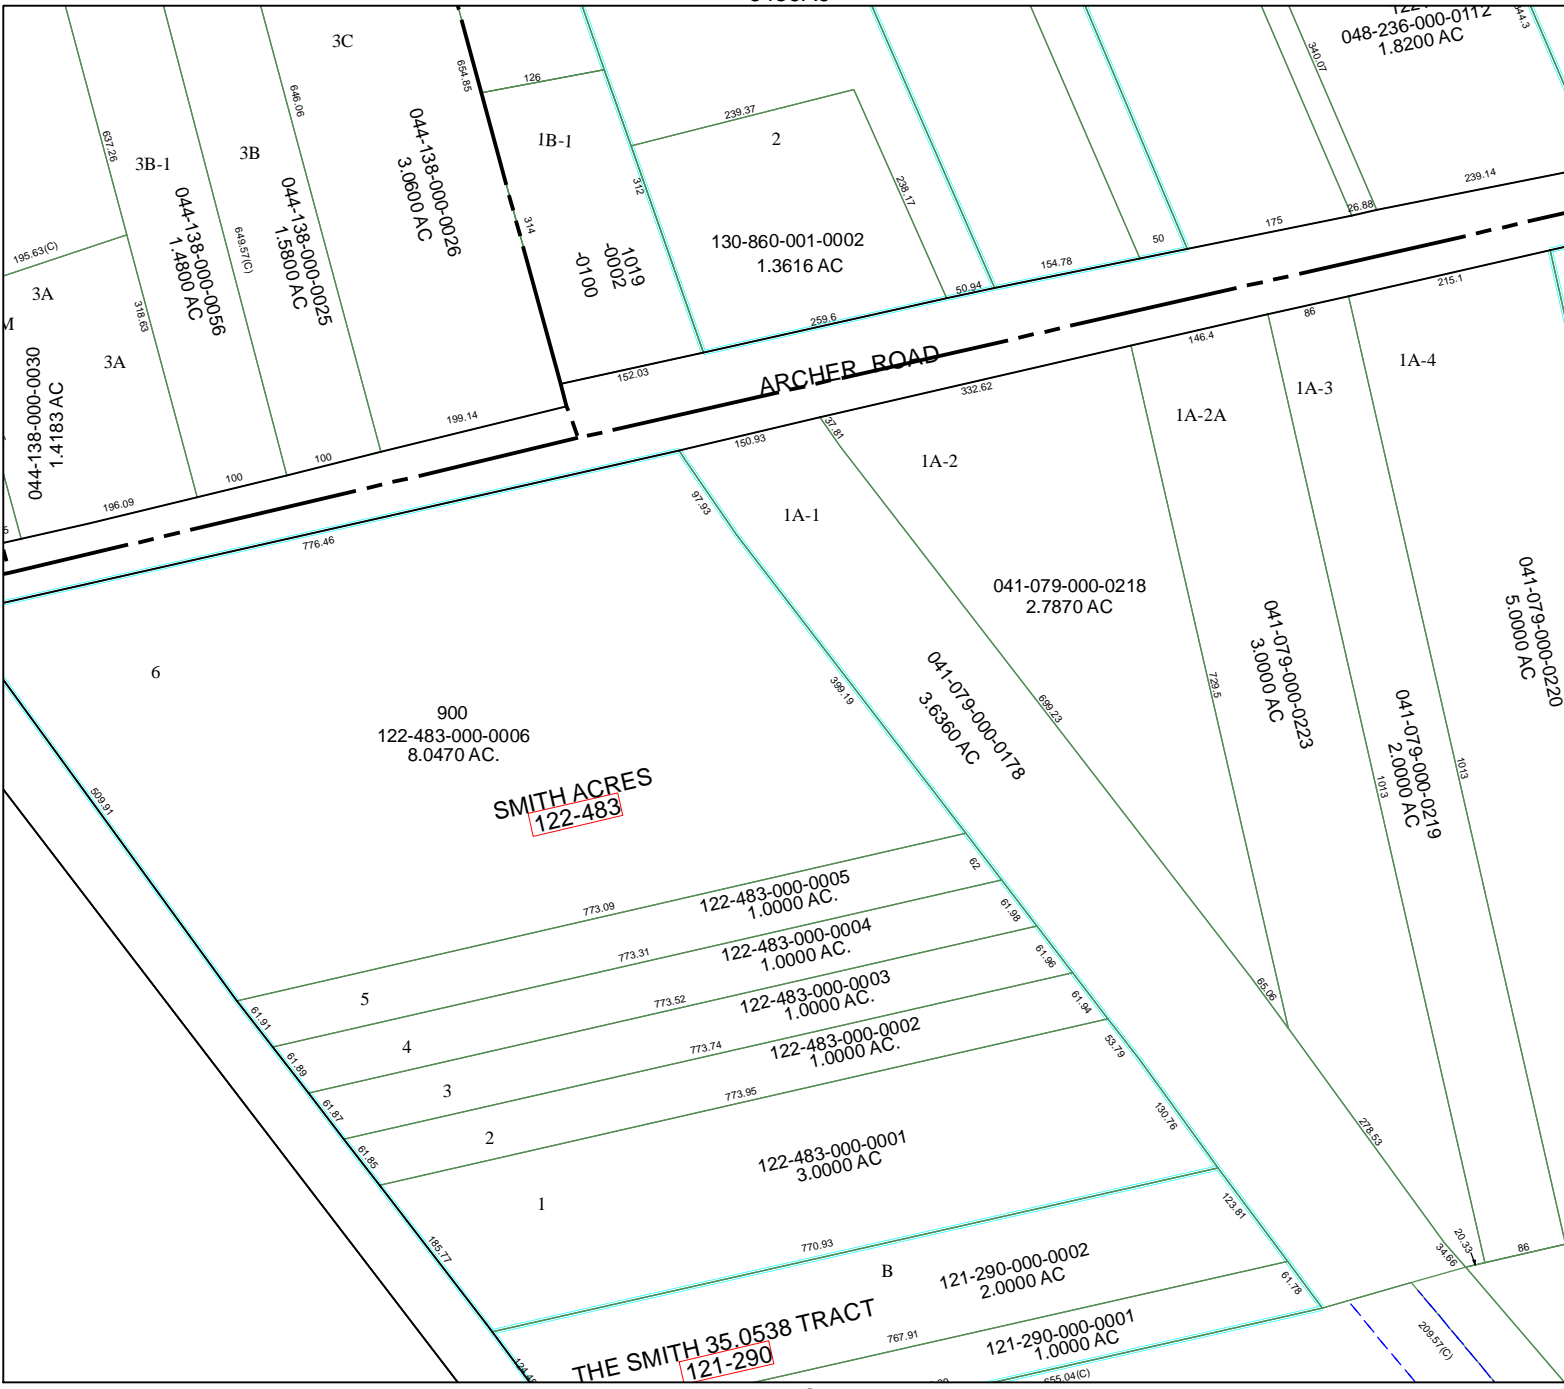 3C
654.85
126
1B-1
239.37
2
048-236-000-0112
1.8200 AC
340.07
344.3
637.26
3B-1
3B
646.06
044-138-000-0026
3.0600 AC
312
238.17
239.14
26.88
175
50
044-138-000-0056
1.4800 AC
649.57(C)
044-138-000-0025
1.5800 AC
314
1019
-0002
-0100
130-860-001-0002
1.3616 AC
195.63(C)
3A
318.63
M
3A
044-138-000-0030
1.4183 AC
154.78
50.94
259.6
152.03
ARCHER ROAD
215.1
86
146.4
332.62
199.14
100
100
196.09
150.93
37.81
776.46
97.93
1A-1
1A-2
1A-2A
1A-3
1A-4
041-079-000-0218
2.7870 AC
041-079-000-0220
5.0000 AC
041-079-000-0223
3.0000 AC
041-079-000-0178
3.6360 AC
041-079-000-0219
2.0000 AC
6
399.19
699.23
729.5
1013
1013
900
122-483-000-0006
8.0470 AC.
SMITH ACRES
122-483
509.91
773.09
122-483-000-0005
1.0000 AC.
62
773.31
122-483-000-0004
1.0000 AC.
61.98
5
61.91
773.52
122-483-000-0003
1.0000 AC.
61.96
4
61.89
773.74
122-483-000-0002
1.0000 AC.
61.94
3
61.87
773.95
53.79
2
61.85
65.06
130.76
278.53
122-483-000-0001
3.0000 AC
1
185.77
770.93
123.81
B
121-290-000-0002
2.0000 AC
61.78
20.33
34.66
86
THE SMITH 35.0538 TRACT
121-290
767.91
121-290-000-0001
1.0000 AC
209.57(C)
655.04(C)